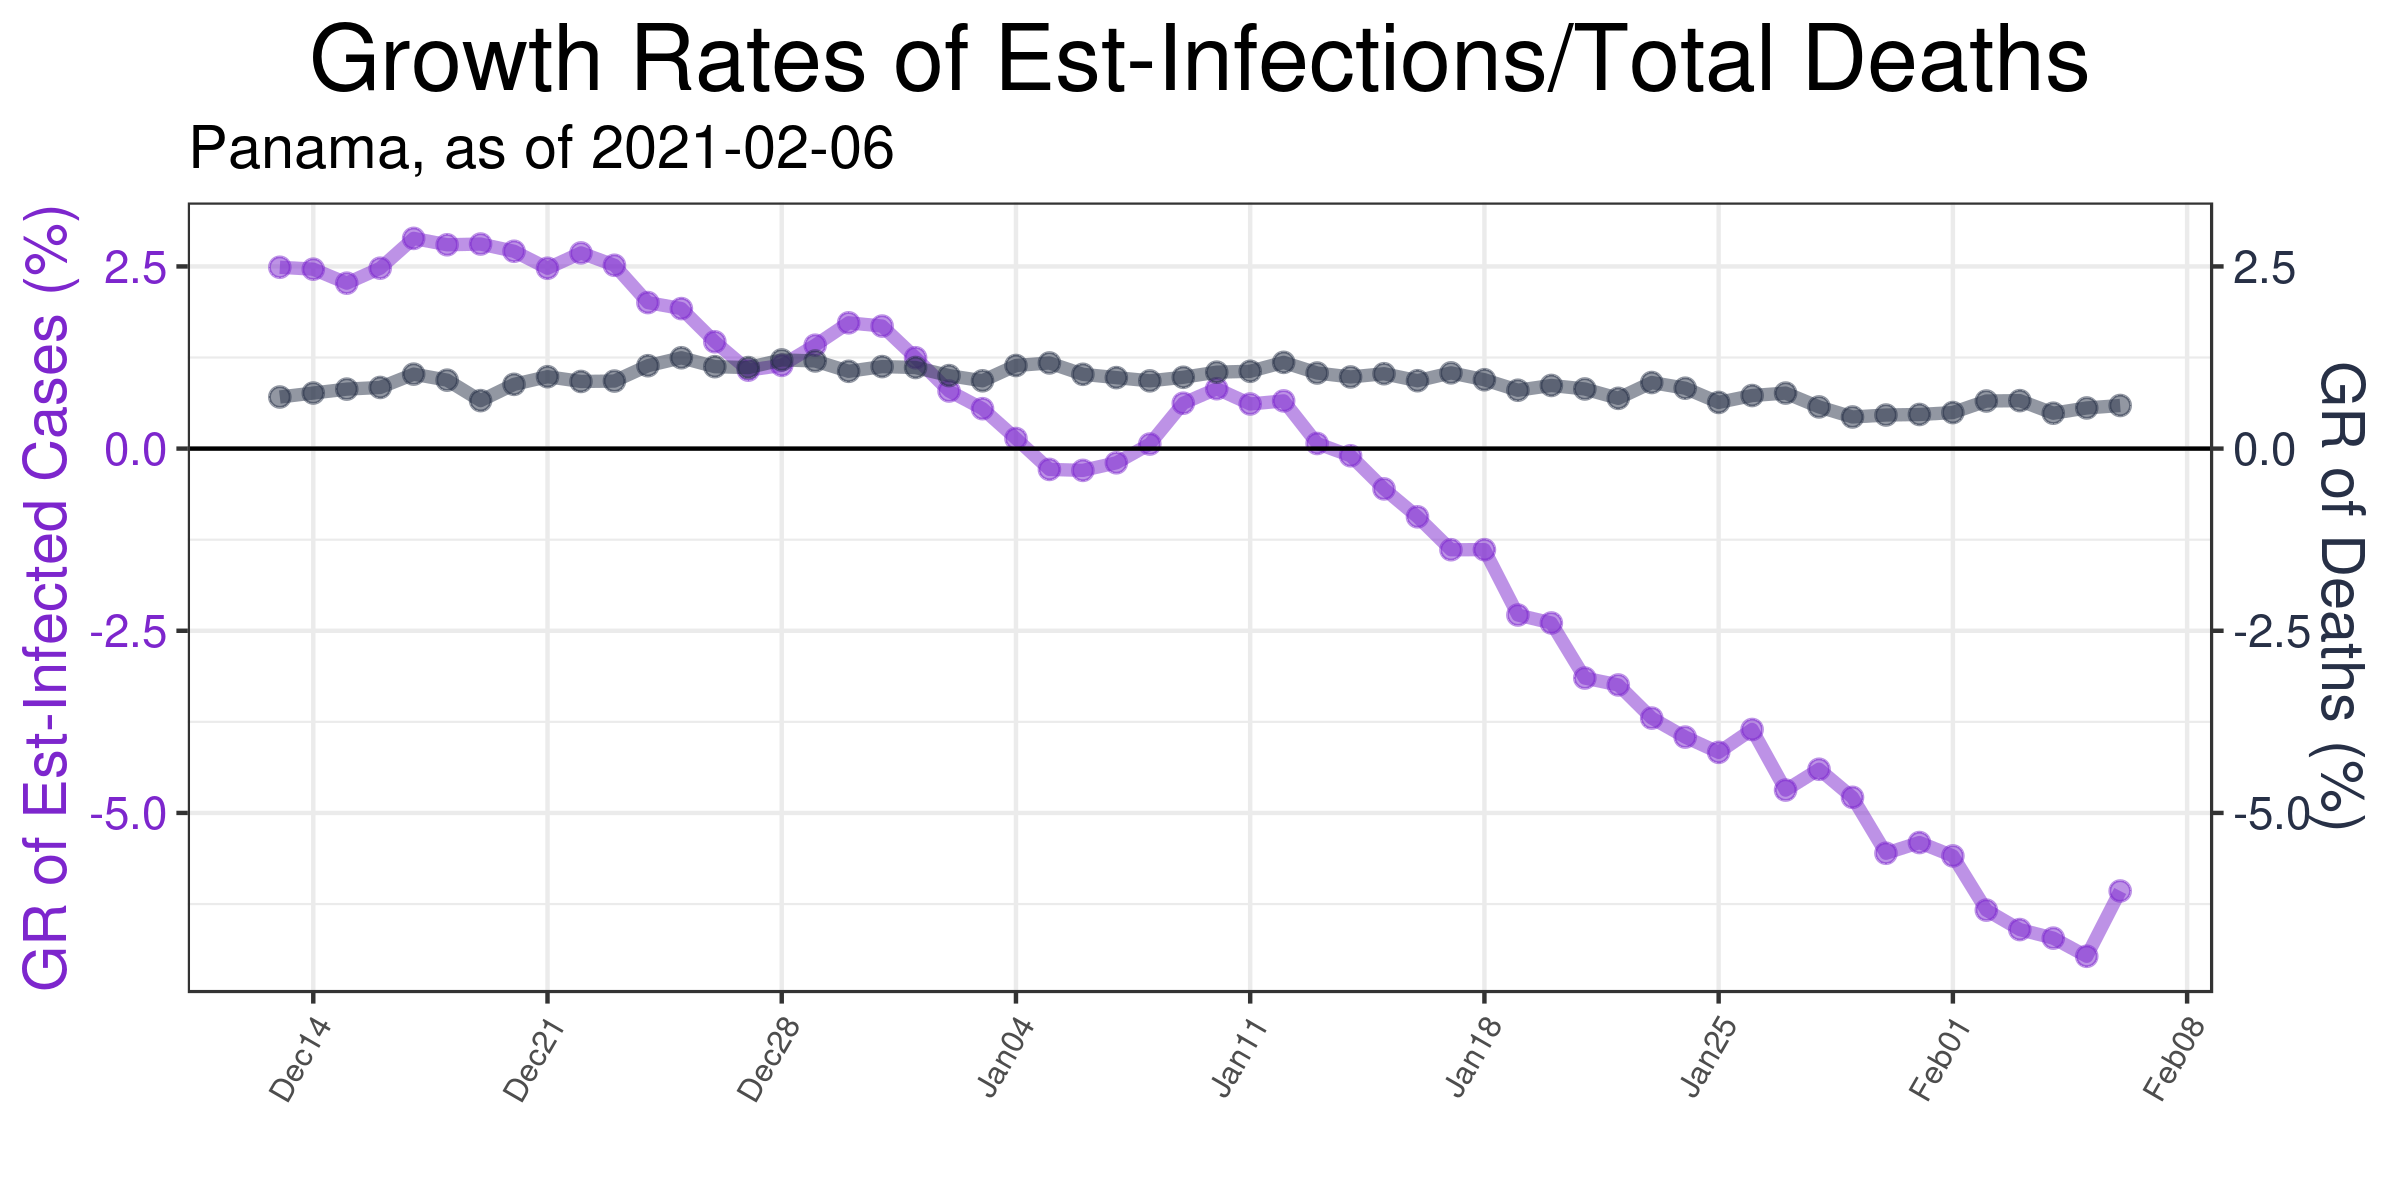 Growth Rates of Est-Infections/Total Deaths
Panama, as of 2021-02-06
GR of Est-Infected Cases (%)
2.5
0.0
-2.5
-5.0
2.5
0.0
-2.5
-5.0
GR of Deaths (%)
Dec14
Dec21
Dec28
Jan04
Jan11
Jan18
Jan25
Feb01
Feb08